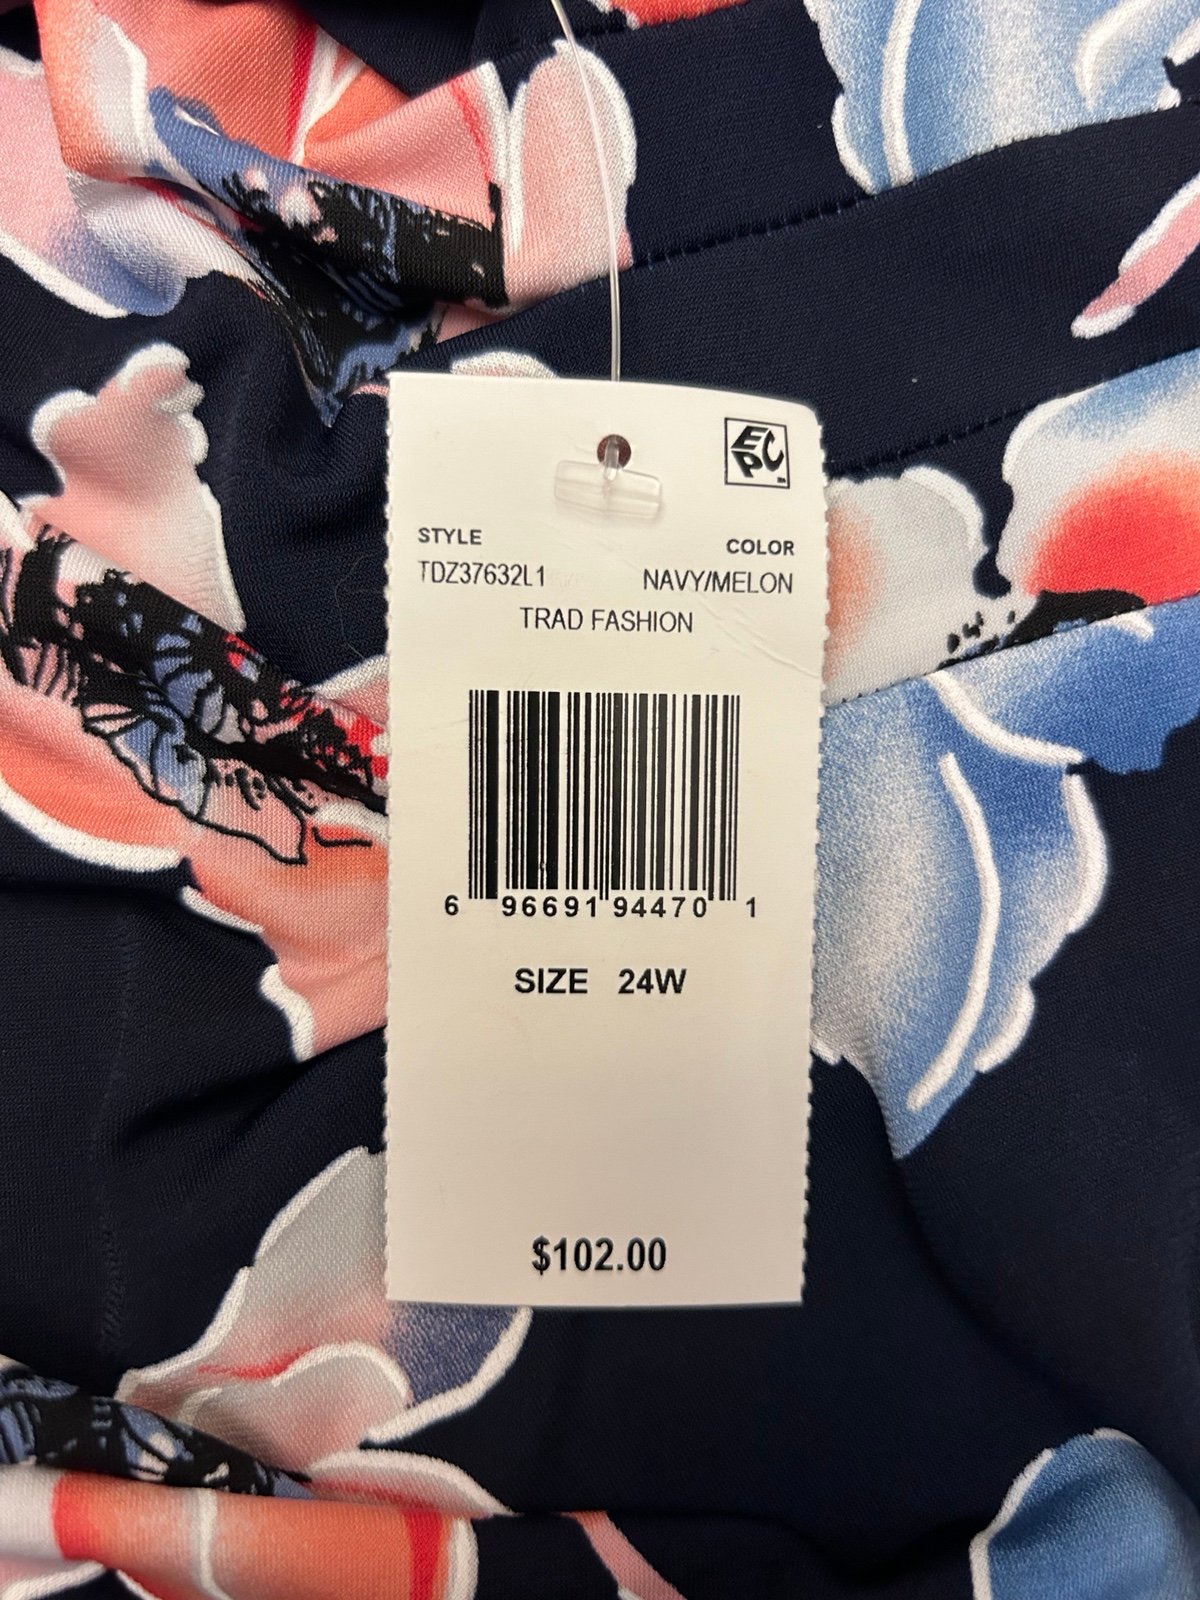 EPC
STYLE
COLOR
TDZ37632L1
NAVY/MELON
TRAD FASHION
6 96691 94470 1
SIZE 24W
$102.00